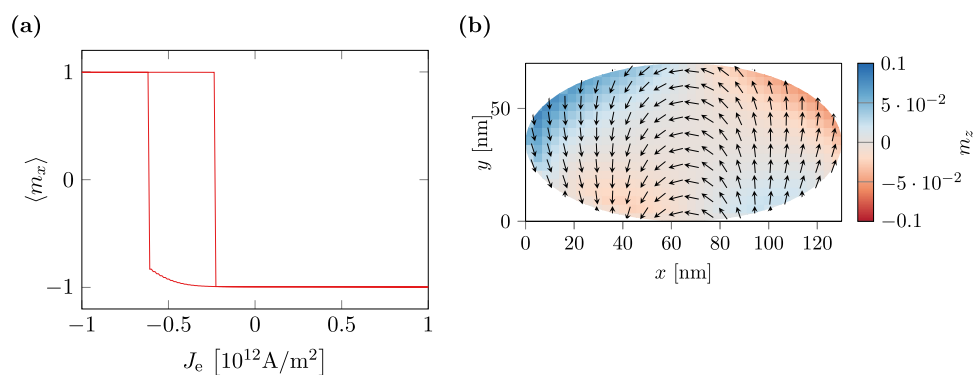 (a)
1
0
−1
⟨m_x⟩
−1 −0.5 0 0.5 1
J_e [10^12 A/m^2]
(b)
50
0
y [nm]
0 20 40 60 80 100 120
x [nm]
0.1
5 · 10^−2
0
−5 · 10^−2
−0.1
m_z